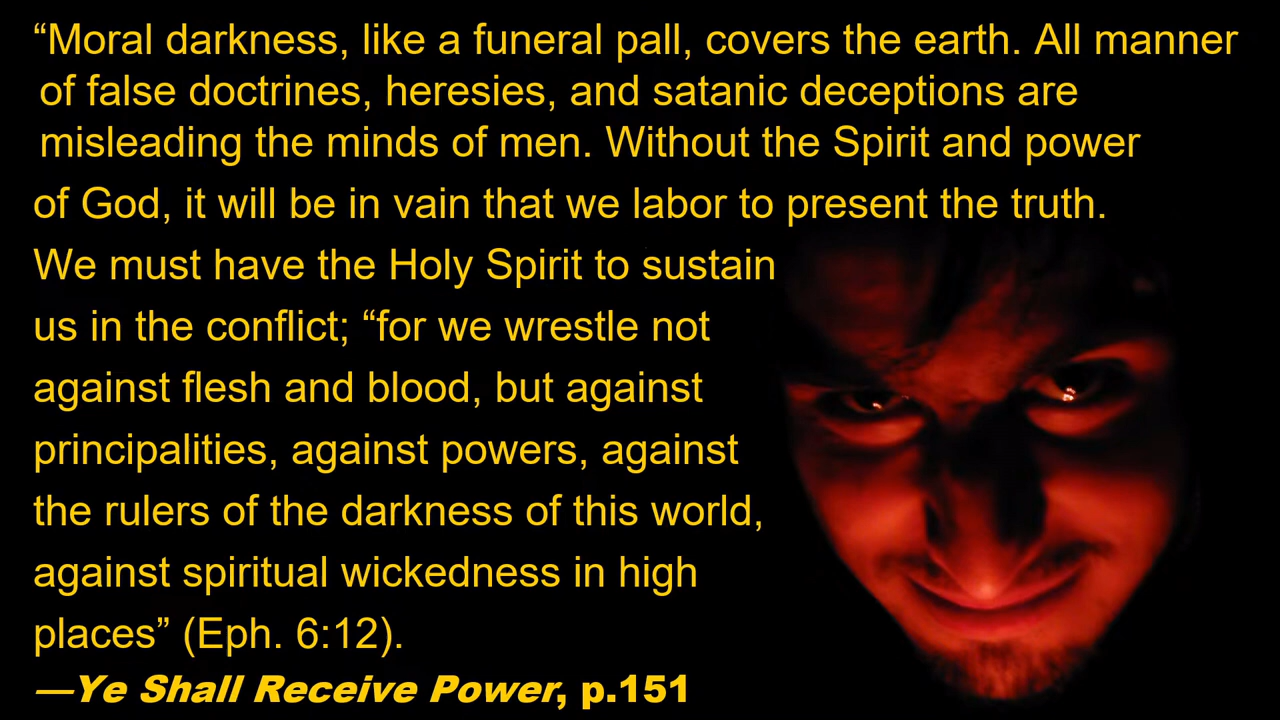 “Moral darkness, like a funeral pall, covers the earth. All manner
of false doctrines, heresies, and satanic deceptions are
misleading the minds of men. Without the Spirit and power
of God, it will be in vain that we labor to present the truth.
We must have the Holy Spirit to sustain
us in the conflict; “for we wrestle not
against flesh and blood, but against
principalities, against powers, against
the rulers of the darkness of this world,
against spiritual wickedness in high
places” (Eph. 6:12).
—Ye Shall Receive Power, p.151